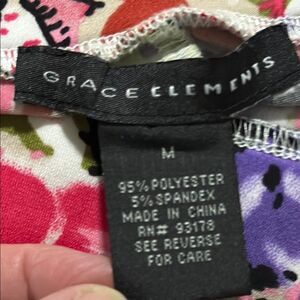 GRACE ELEMENTS
M
95% POLYESTER
5% SPANDEX
MADE IN CHINA
RN# 93178
SEE REVERSE
FOR CARE